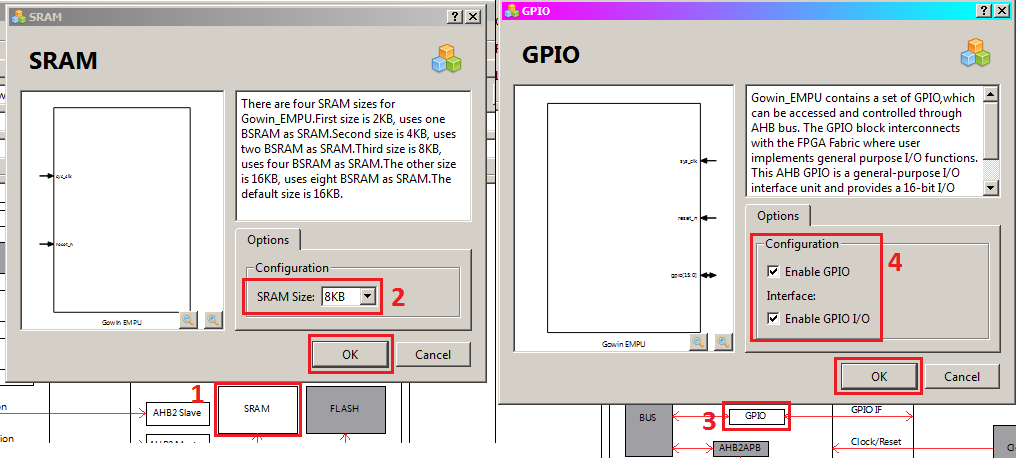 SRAM
SRAM
There are four SRAM sizes for
Gowin_EMPU.First size is 2KB, uses one
BSRAM as SRAM.Second size is 4KB, uses
two BSRAM as SRAM.Third size is 8KB,
uses four BSRAM as SRAM.The other size
is 16KB, uses eight BSRAM as SRAM.The
default size is 16KB.
sys_clk
reset_n
Gowin EMPU
Options
Configuration
SRAM Size: 8KB
2
OK
Cancel
1
AHB2 Slave
SRAM
FLASH
GPIO
GPIO
Gowin_EMPU contains a set of GPIO,which
can be accessed and controlled through
AHB bus. The GPIO block interconnects
with the FPGA Fabric where user
implements general purpose I/O functions.
This AHB GPIO is a general-purpose I/O
interface unit and provides a 16-bit I/O
sys_clk
reset_n
gpio[15:0]
Gowin EMPU
Options
Configuration
Enable GPIO
Interface:
Enable GPIO I/O
4
OK
Cancel
BUS
3
GPIO
GPIO IF
AHB2APB
Clock/Reset